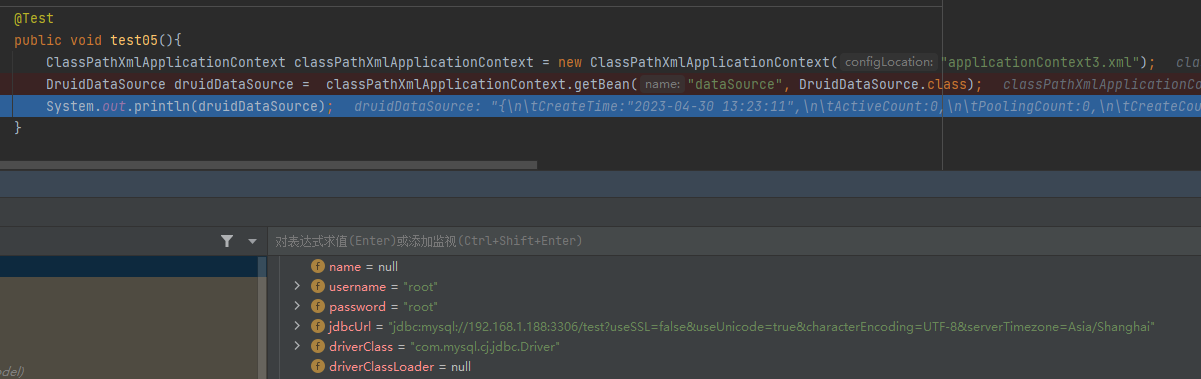 @Test
public void test05(){
ClassPathXmlApplicationContext classPathXmlApplicationContext = new ClassPathXmlApplicationContext( configLocation: "applicationContext3.xml"); cla
DruidDataSource druidDataSource = classPathXmlApplicationContext.getBean( name: "dataSource", DruidDataSource.class); classPathXmlApplicationCo
System.out.println(druidDataSource); druidDataSource: "{\n\tCreateTime:"2023-04-30 13:23:11",\n\tActiveCount:0,\n\tPoolingCount:0,\n\tCreateCou
}
对表达式求值(Enter)或添加监视(Ctrl+Shift+Enter)
f name = null
f username = "root"
f password = "root"
f jdbcUrl = "jdbc:mysql://192.168.1.188:3306/test?useSSL=false&useUnicode=true&characterEncoding=UTF-8&serverTimezone=Asia/Shanghai"
f driverClass = "com.mysql.cj.jdbc.Driver"
f driverClassLoader = null
odel)